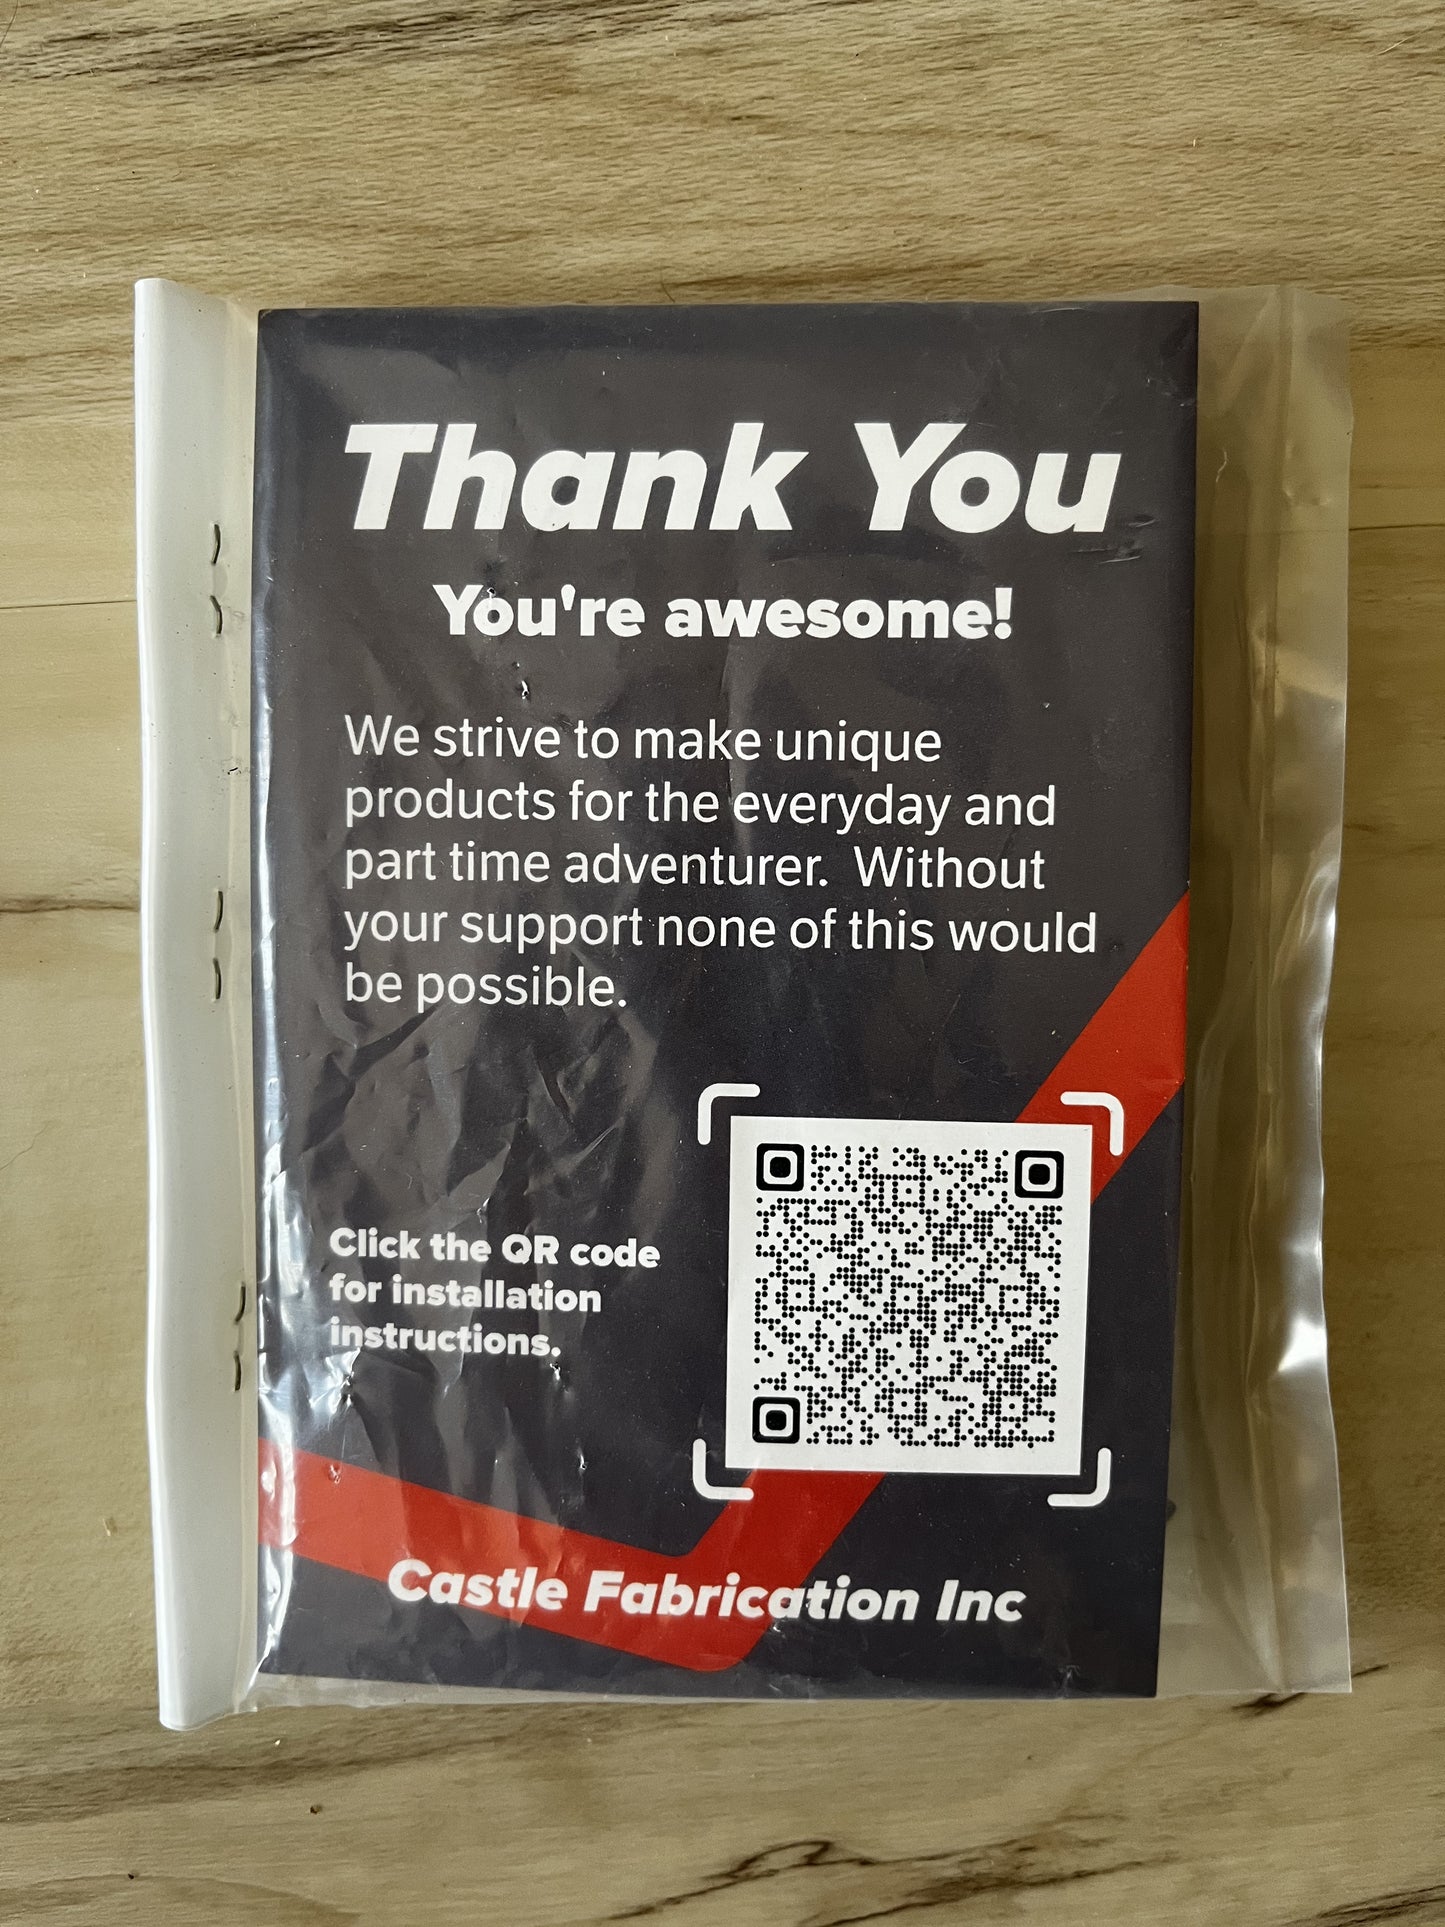 Thank You
You're awesome!
We strive to make unique
products for the everyday and
part time adventurer.  Without
your support none of this would
be possible.
Click the QR code
for installation
instructions.
Castle Fabrication Inc